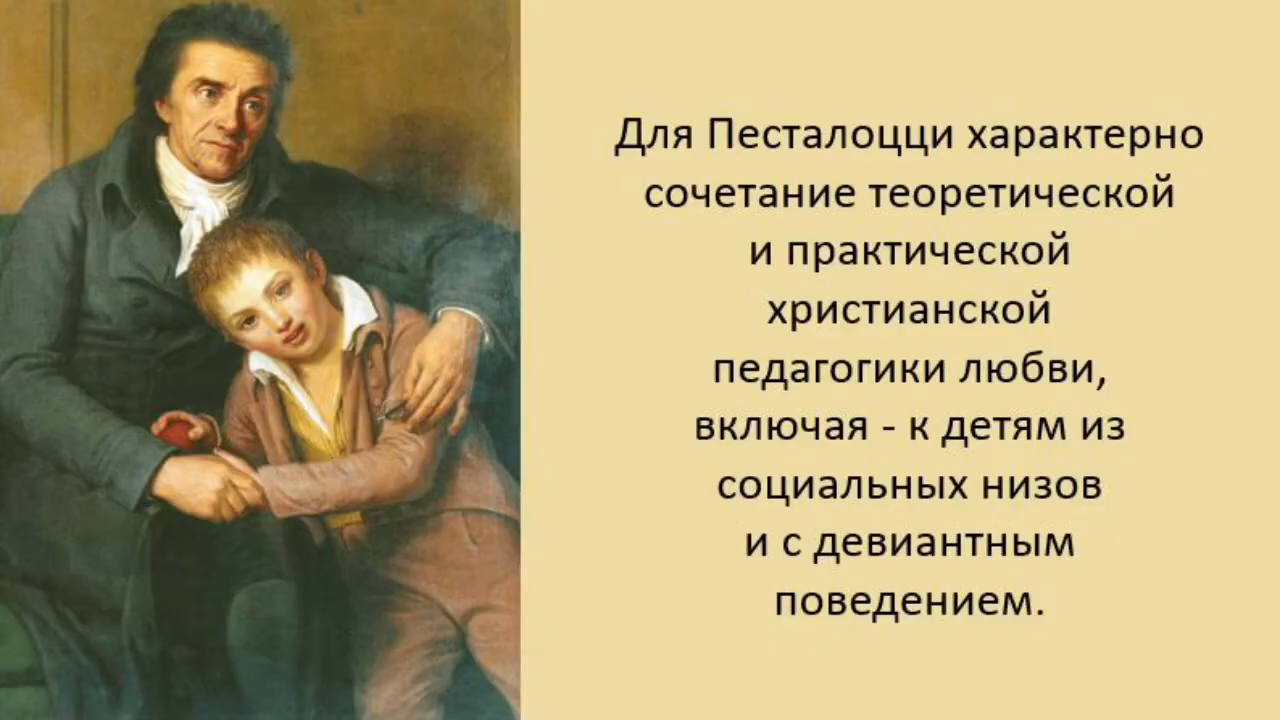 Для Песталоцци характерно
сочетание теоретической
и практической
христианской
педагогики любви,
включая - к детям из
социальных низов
и с девиантным
поведением.